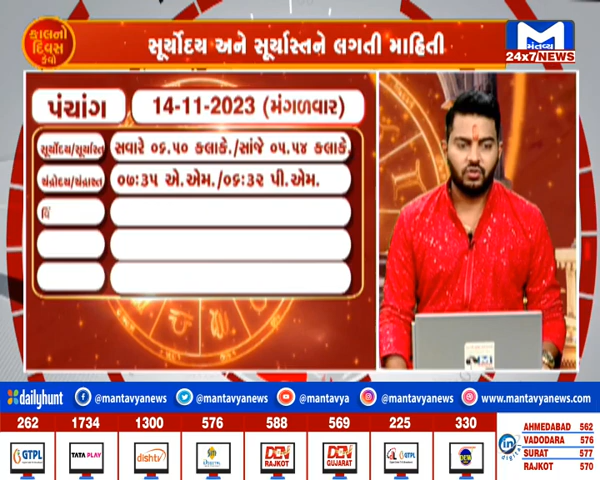 કાલનો
દિવસ
કેવો
સૂર્યોદય અને સૂર્યાસ્તને લગતી માહિતી
મંતવ્ય
24x7NEWS
પંચાંગ
14-11-2023 (મંગળવાર)
સૂર્યોદય/સૂર્યાસ્ત સવારે ૦૬.૫૦ કલાકે./સાંજે ૦૫.૫૪ કલાકે.
ચંદ્રોદય/ચંદ્રાસ્ત ૦૭:૩૫ એ.એમ./૦૬:૩૨ પી.એમ.
dailyhunt @mantavyanews @mantavyanews @mantavya @mantavyanews www.mantavyanews.com
262 1734 1300 576 588 569 225 330
GTPL TATA PLAY dishtv DEN RAJKOT DEN GUJARAT
in digital
AHMEDABAD 562
VADODARA 576
SURAT 577
RAJKOT 570